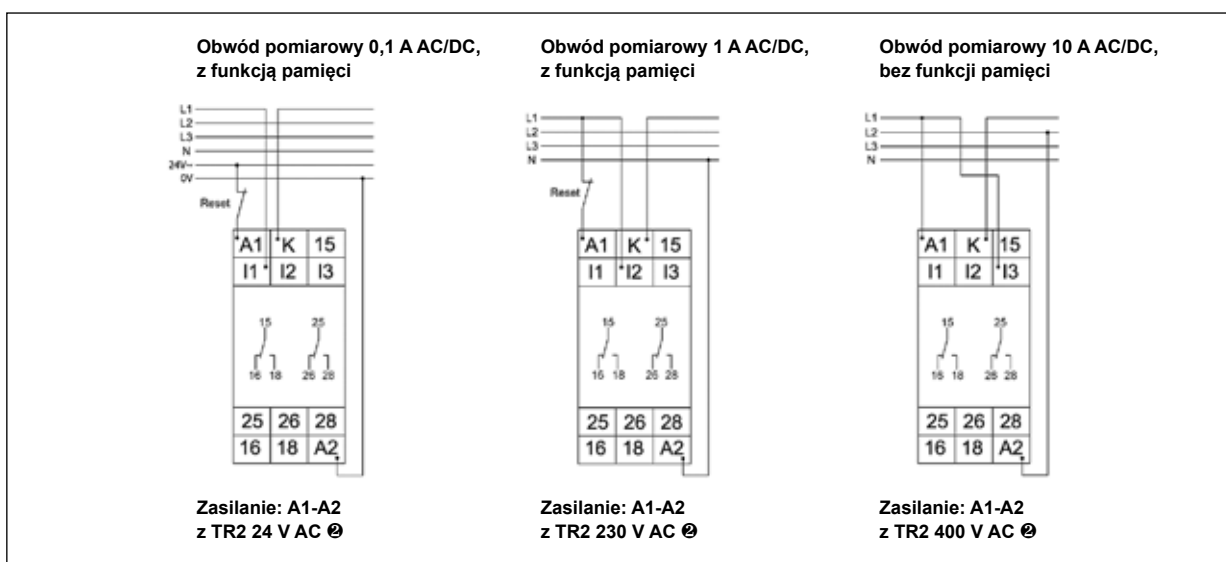 Obwód pomiarowy 0,1 A AC/DC,
z funkcją pamięci
L1
L2
L3
N
24V~
0V
Reset
A1 K 15
I1 I2 I3
15 25
16 18 26 28
25 26 28
16 18 A2
Zasilanie: A1-A2
z TR2 24 V AC ❷
Obwód pomiarowy 1 A AC/DC,
z funkcją pamięci
L1
L2
L3
N
Reset
A1 K 15
I1 I2 I3
15 25
16 18 26 28
25 26 28
16 18 A2
Zasilanie: A1-A2
z TR2 230 V AC ❷
Obwód pomiarowy 10 A AC/DC,
bez funkcji pamięci
L1
L2
L3
N
A1 K 15
I1 I2 I3
15 25
16 18 26 28
25 26 28
16 18 A2
Zasilanie: A1-A2
z TR2 400 V AC ❷